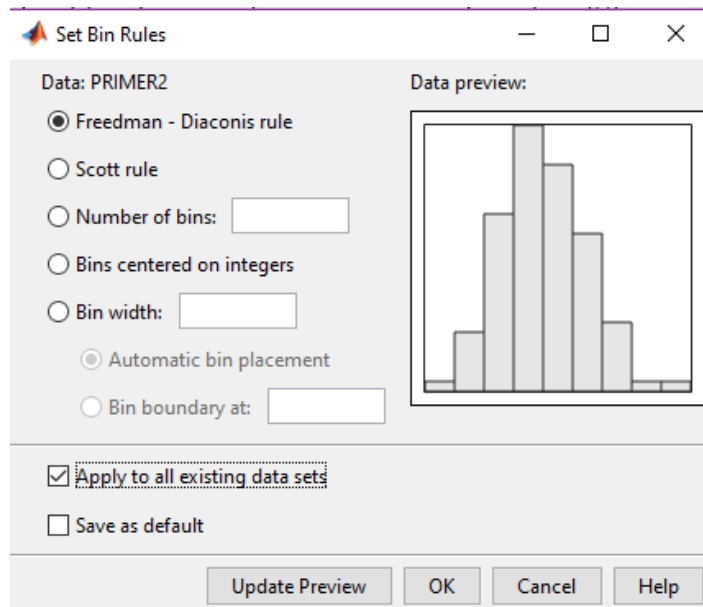 Set Bin Rules
Data: PRIMER2
Data preview:
Freedman - Diaconis rule
Scott rule
Number of bins:
Bins centered on integers
Bin width:
Automatic bin placement
Bin boundary at:
Apply to all existing data sets
Save as default
Update Preview
OK
Cancel
Help